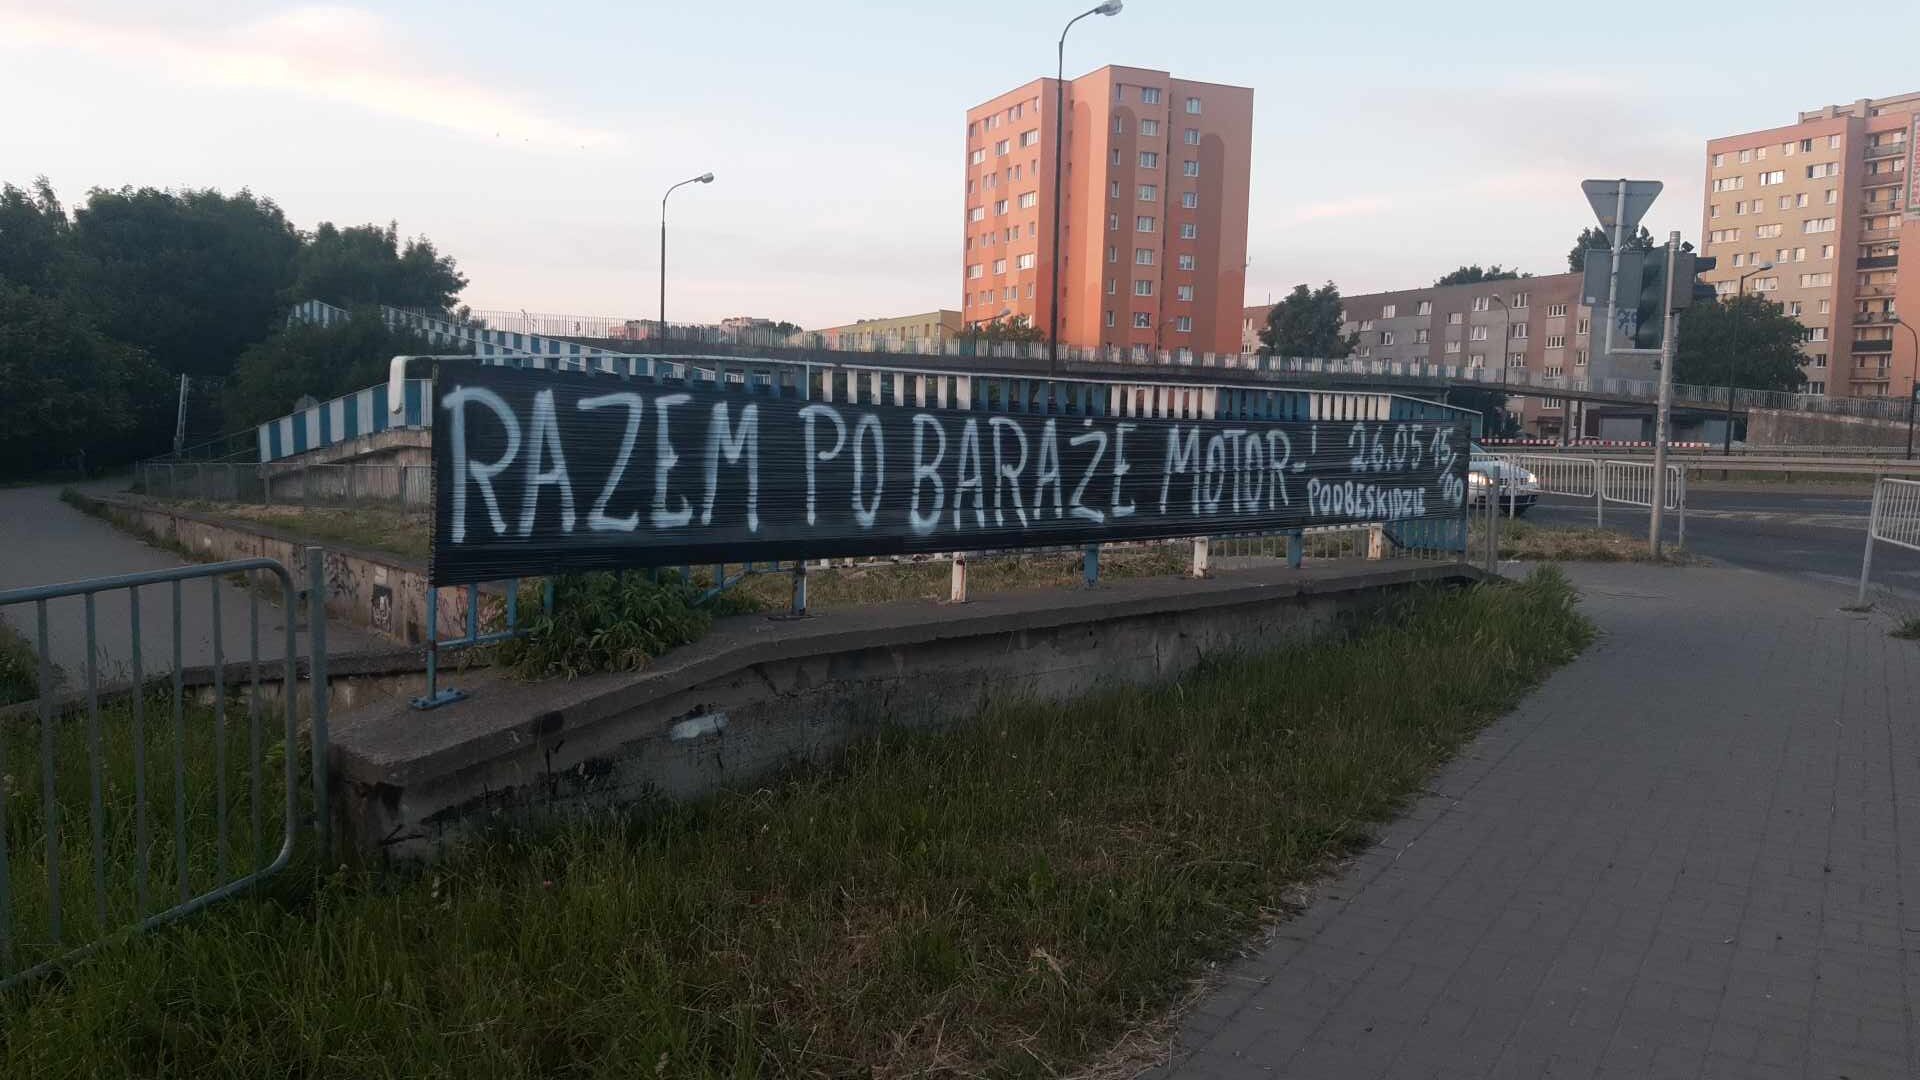 RAZEM PO BARAŻE MOTOR- ! 26.05 15:00
PODBESKIDZIE